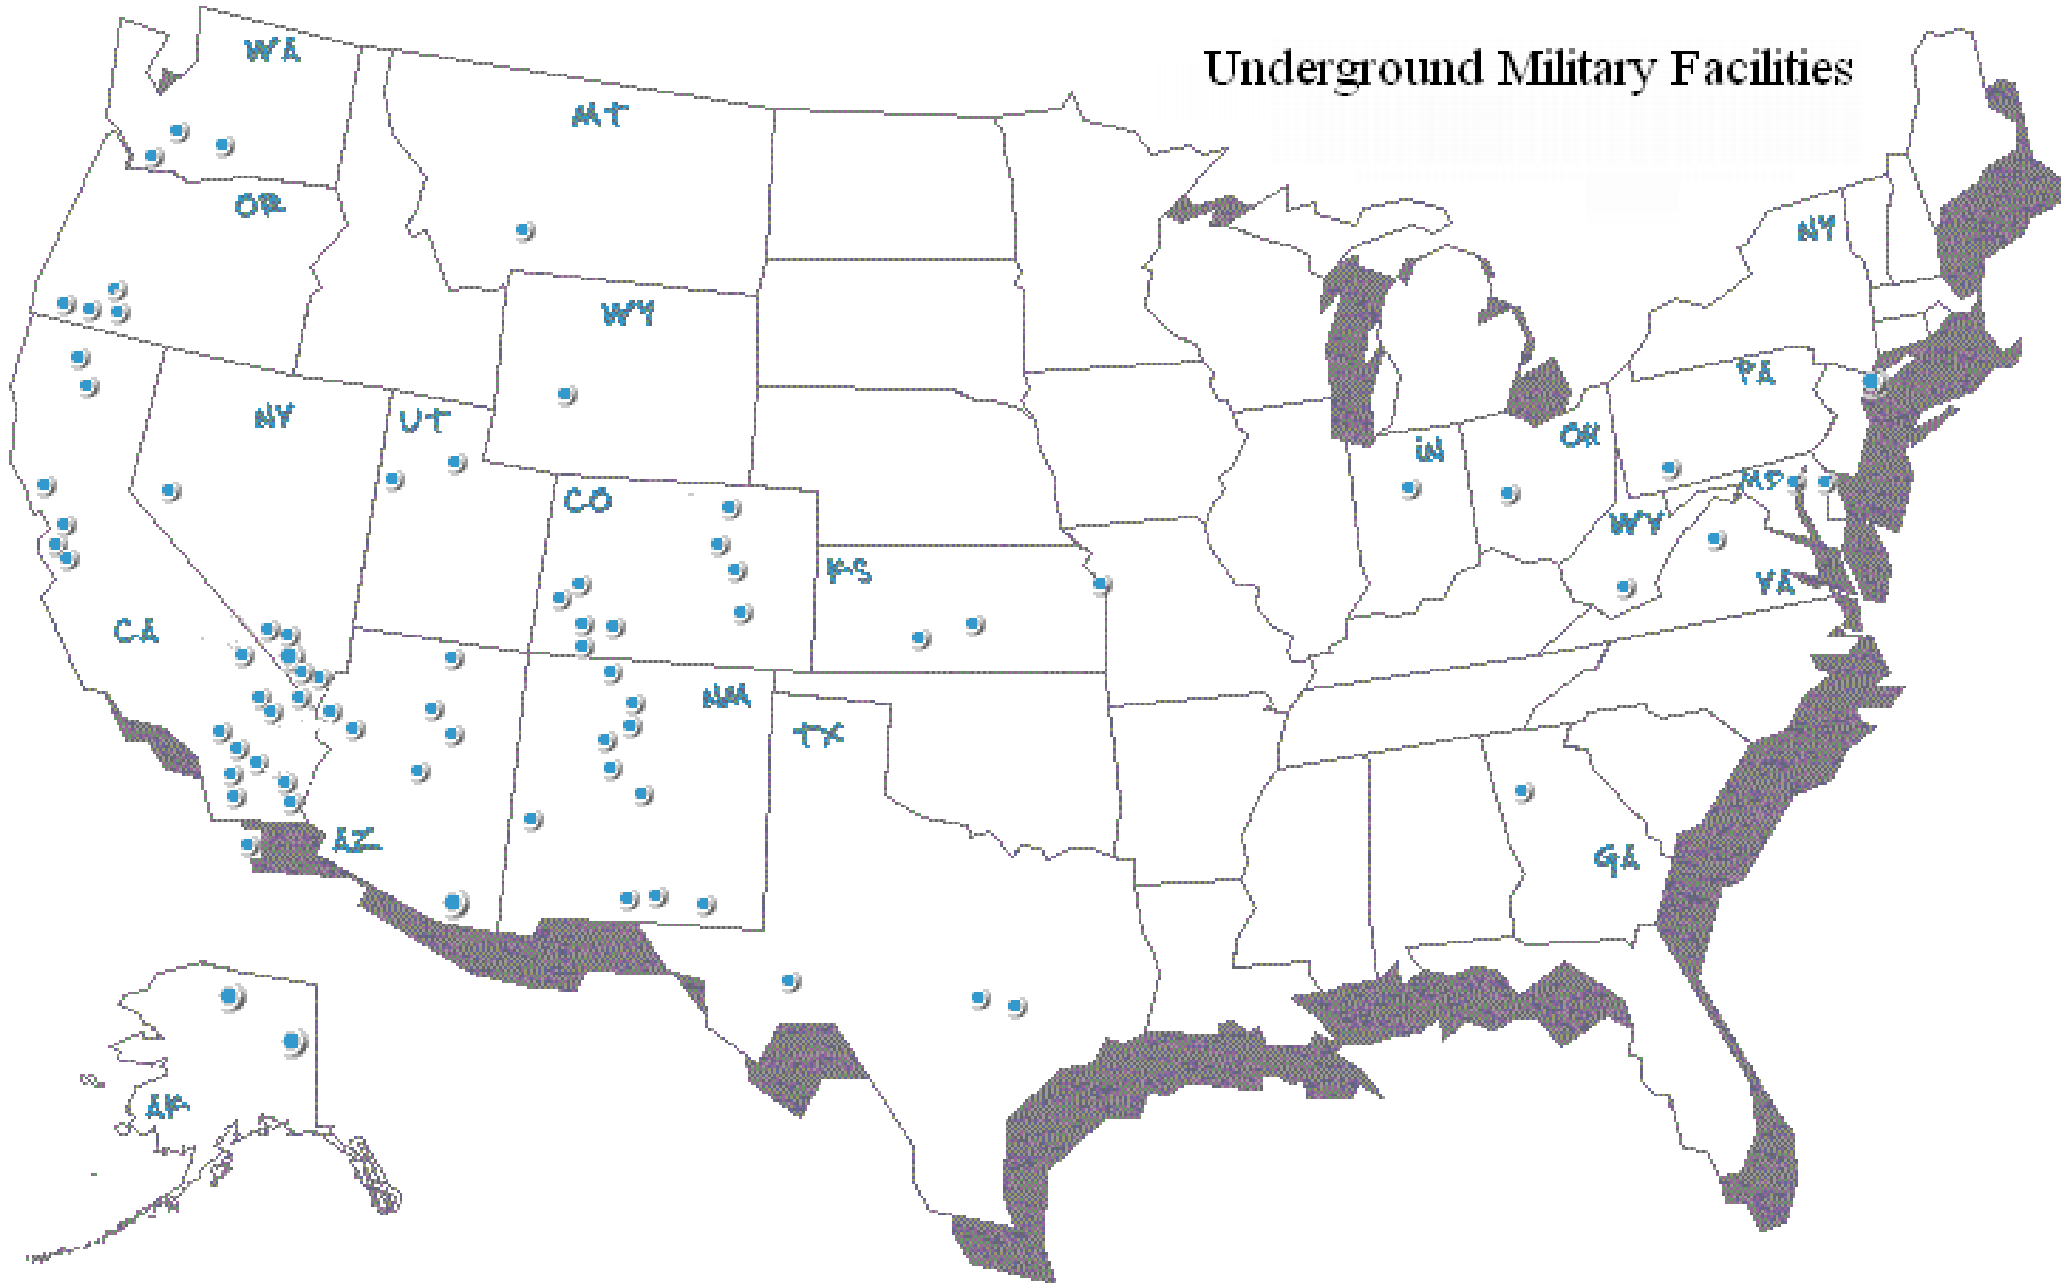 Underground Military Facilities
WA
MT
OR
NY
WY
PA
NV
UT
OH
iN
MD
CO
WV
KS
VA
CA
NM
TX
AZ
GA
AK